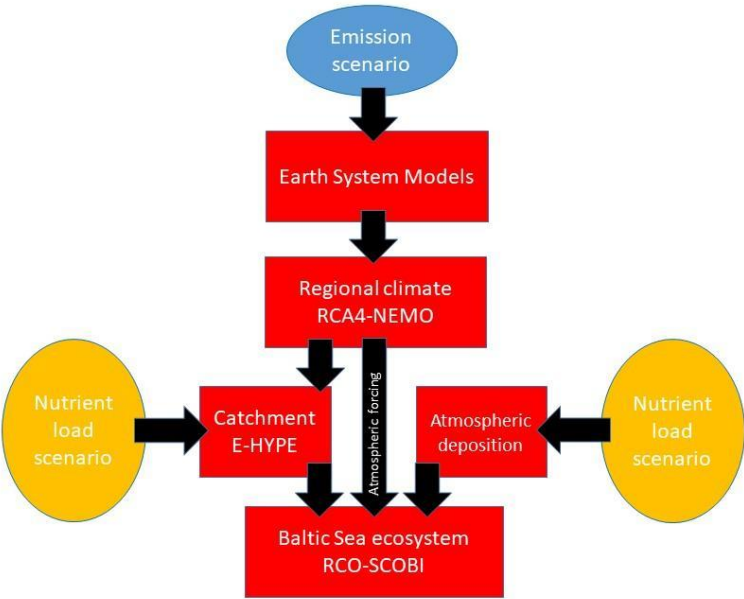 Emission
scenario
Earth System Models
Regional climate
RCA4-NEMO
Nutrient
load
scenario
Catchment
E-HYPE
Atmospheric forcing
Atmospheric
deposition
Nutrient
load
scenario
Baltic Sea ecosystem
RCO-SCOBI